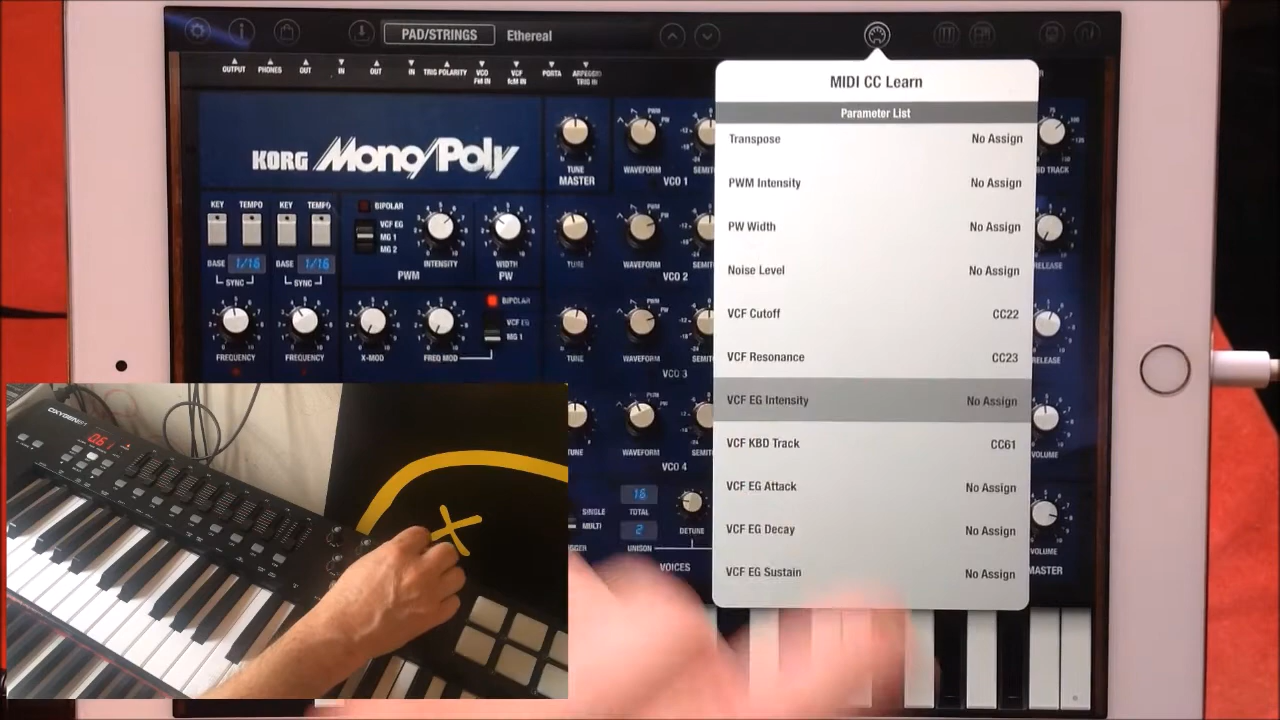 PAD/STRINGS Ethereal
OUTPUT PHONES OUT IN OUT IN TRIG POLARITY VCO FM IN VCF fcM IN PORTA ARPEGGIO TRIG IN
KORG Mono/Poly
KEY TEMPO KEY TEMPO
BASE 1/16 BASE 1/16
SYNC SYNC
FREQUENCY FREQUENCY
BIPOLAR
VCF EG
MG 1
MG 2
INTENSITY WIDTH
PWM PW
X-MOD FREQ MOD
BIPOLAR
VCF EG
MG 1
TUNE WAVEFORM
MASTER VCO 1
TUNE WAVEFORM
VCO 2
TUNE WAVEFORM
VCO 3
TUNE WAVEFORM
VCO 4
SINGLE
MULTI
16
TOTAL
2
UNISON
DETUNE
VOICES
MIDI CC Learn
Parameter List
Transpose No Assign
PWM Intensity No Assign
PW Width No Assign
Noise Level No Assign
VCF Cutoff CC22
VCF Resonance CC23
VCF EG Intensity No Assign
VCF KBD Track CC61
VCF EG Attack No Assign
VCF EG Decay No Assign
VCF EG Sustain No Assign
RELEASE
RELEASE
VOLUME
VOLUME
MASTER
OXYGEN 61